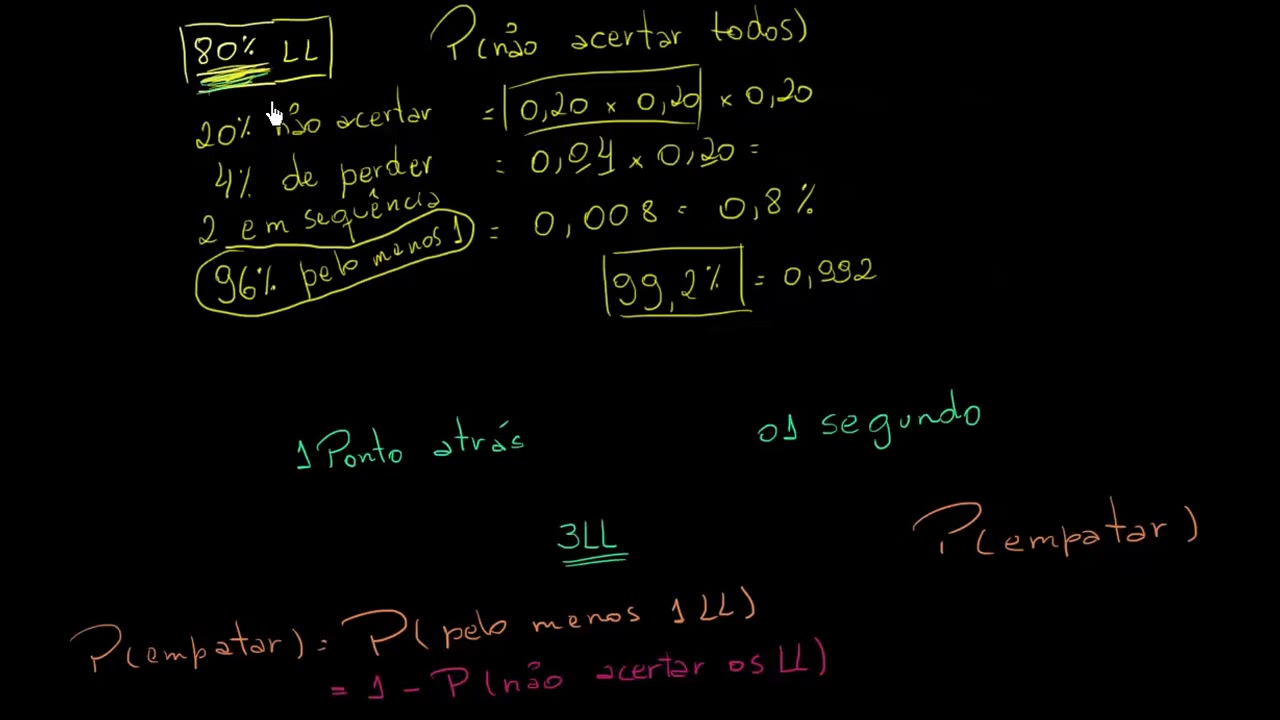 80% LL
P(não acertar todos)
20% não acertar = 0,20 x 0,20 x 0,20
4% de perder = 0,04 x 0,20 =
2 em sequência = 0,008 = 0,8%
96% pelo menos 1
99,2% = 0,992
1 Ponto atrás
01 segundo
3LL
P(empatar)
P(empatar) = P(pelo menos 1 LL)
= 1 - P(não acertar os LL)